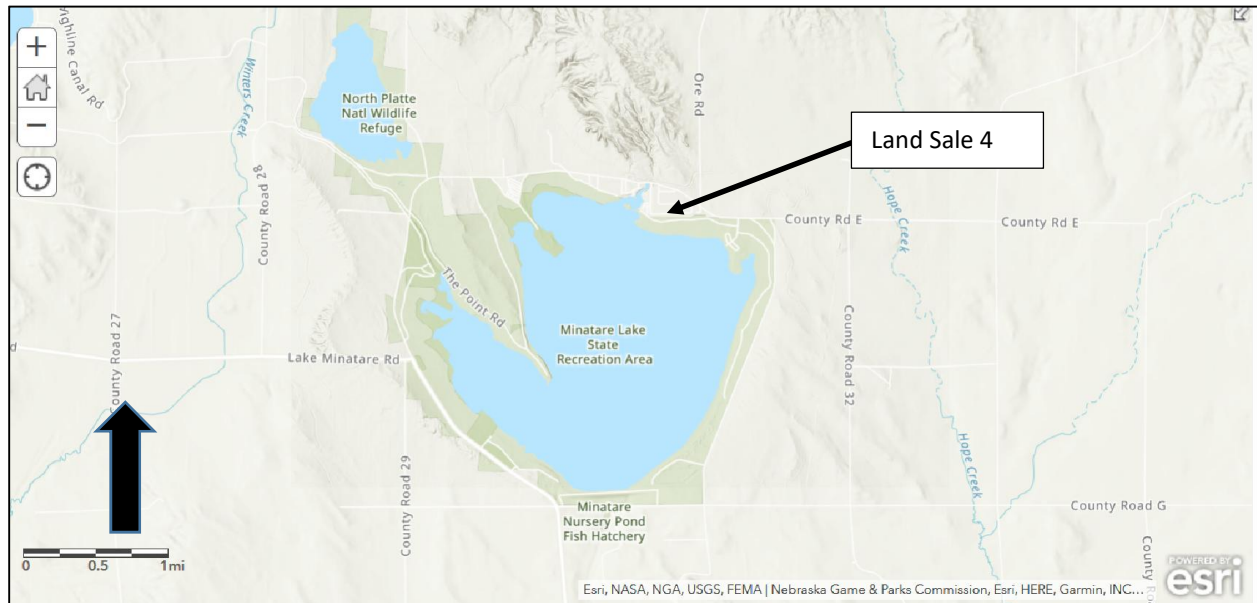 +
−
Highline Canal Rd
Winters Creek
North Platte
Natl Wildlife
Refuge
Ore Rd
Land Sale 4
County Road 28
County Rd E
County Rd E
Hope Creek
The Point Rd
Minatare Lake
State
Recreation Area
County Road 27
d
Lake Minatare Rd
County Road 32
County Road 29
Hope Creek
Minatare
Nursery Pond
Fish Hatchery
County Road G
County Ro
0 0.5 1mi
POWERED BY
esri
Esri, NASA, NGA, USGS, FEMA | Nebraska Game & Parks Commission, Esri, HERE, Garmin, INC...